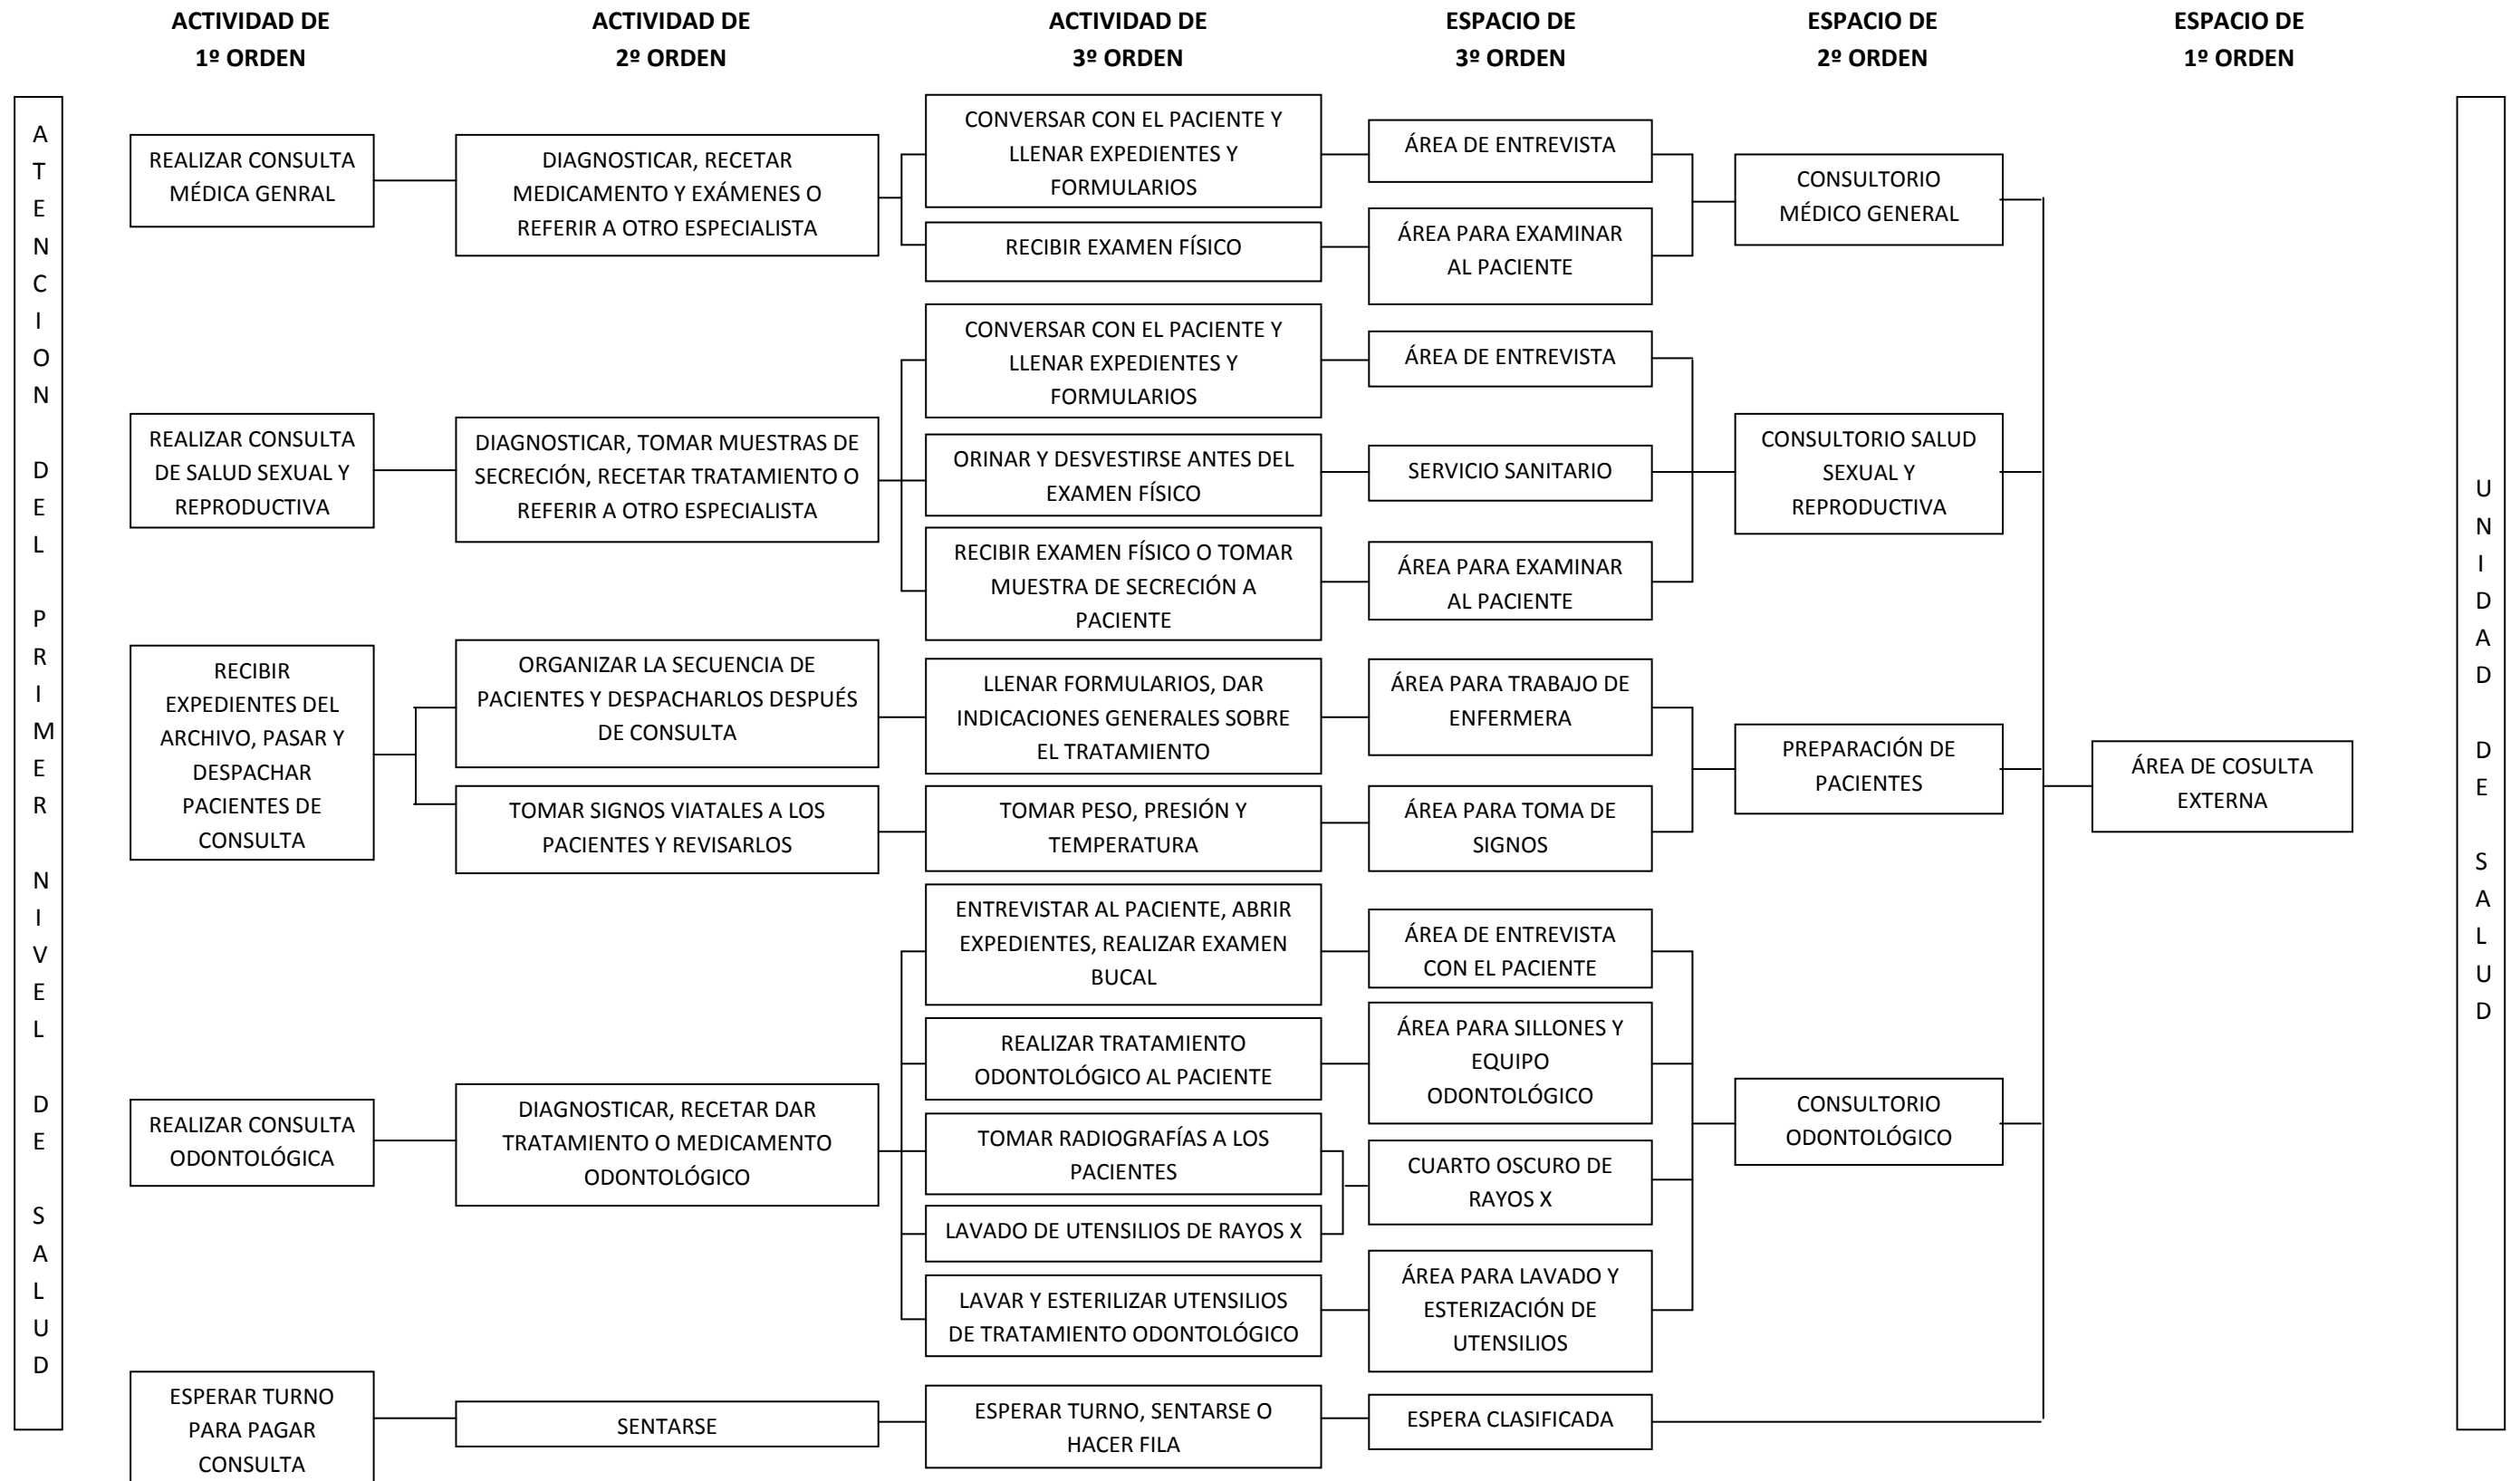 ACTIVIDAD DE
1º ORDEN
ACTIVIDAD DE
2º ORDEN
ACTIVIDAD DE
3º ORDEN
ESPACIO DE
3º ORDEN
ESPACIO DE
2º ORDEN
ESPACIO DE
1º ORDEN
ATENCION DEL PRIMER NIVEL DE SALUD
REALIZAR CONSULTA
MÉDICA GENRAL
DIAGNOSTICAR, RECETAR
MEDICAMENTO Y EXÁMENES O
REFERIR A OTRO ESPECIALISTA
CONVERSAR CON EL PACIENTE Y
LLENAR EXPEDIENTES Y
FORMULARIOS
RECIBIR EXAMEN FÍSICO
ÁREA DE ENTREVISTA
ÁREA PARA EXAMINAR
AL PACIENTE
CONSULTORIO
MÉDICO GENERAL
REALIZAR CONSULTA
DE SALUD SEXUAL Y
REPRODUCTIVA
DIAGNOSTICAR, TOMAR MUESTRAS DE
SECRECIÓN, RECETAR TRATAMIENTO O
REFERIR A OTRO ESPECIALISTA
CONVERSAR CON EL PACIENTE Y
LLENAR EXPEDIENTES Y
FORMULARIOS
ORINAR Y DESVESTIRSE ANTES DEL
EXAMEN FÍSICO
RECIBIR EXAMEN FÍSICO O TOMAR
MUESTRA DE SECRECIÓN A
PACIENTE
ÁREA DE ENTREVISTA
SERVICIO SANITARIO
ÁREA PARA EXAMINAR
AL PACIENTE
CONSULTORIO SALUD
SEXUAL Y
REPRODUCTIVA
RECIBIR
EXPEDIENTES DEL
ARCHIVO, PASAR Y
DESPACHAR
PACIENTES DE
CONSULTA
ORGANIZAR LA SECUENCIA DE
PACIENTES Y DESPACHARLOS DESPUÉS
DE CONSULTA
TOMAR SIGNOS VIATALES A LOS
PACIENTES Y REVISARLOS
LLENAR FORMULARIOS, DAR
INDICACIONES GENERALES SOBRE
EL TRATAMIENTO
TOMAR PESO, PRESIÓN Y
TEMPERATURA
ÁREA PARA TRABAJO DE
ENFERMERA
ÁREA PARA TOMA DE
SIGNOS
PREPARACIÓN DE
PACIENTES
ÁREA DE COSULTA
EXTERNA
REALIZAR CONSULTA
ODONTOLÓGICA
DIAGNOSTICAR, RECETAR DAR
TRATAMIENTO O MEDICAMENTO
ODONTOLÓGICO
ENTREVISTAR AL PACIENTE, ABRIR
EXPEDIENTES, REALIZAR EXAMEN
BUCAL
REALIZAR TRATAMIENTO
ODONTOLÓGICO AL PACIENTE
TOMAR RADIOGRAFÍAS A LOS
PACIENTES
LAVADO DE UTENSILIOS DE RAYOS X
LAVAR Y ESTERILIZAR UTENSILIOS
DE TRATAMIENTO ODONTOLÓGICO
ÁREA DE ENTREVISTA
CON EL PACIENTE
ÁREA PARA SILLONES Y
EQUIPO
ODONTOLÓGICO
CUARTO OSCURO DE
RAYOS X
ÁREA PARA LAVADO Y
ESTERIZACIÓN DE
UTENSILIOS
CONSULTORIO
ODONTOLÓGICO
ESPERAR TURNO
PARA PAGAR
CONSULTA
SENTARSE
ESPERAR TURNO, SENTARSE O
HACER FILA
ESPERA CLASIFICADA
UNIDAD DE SALUD